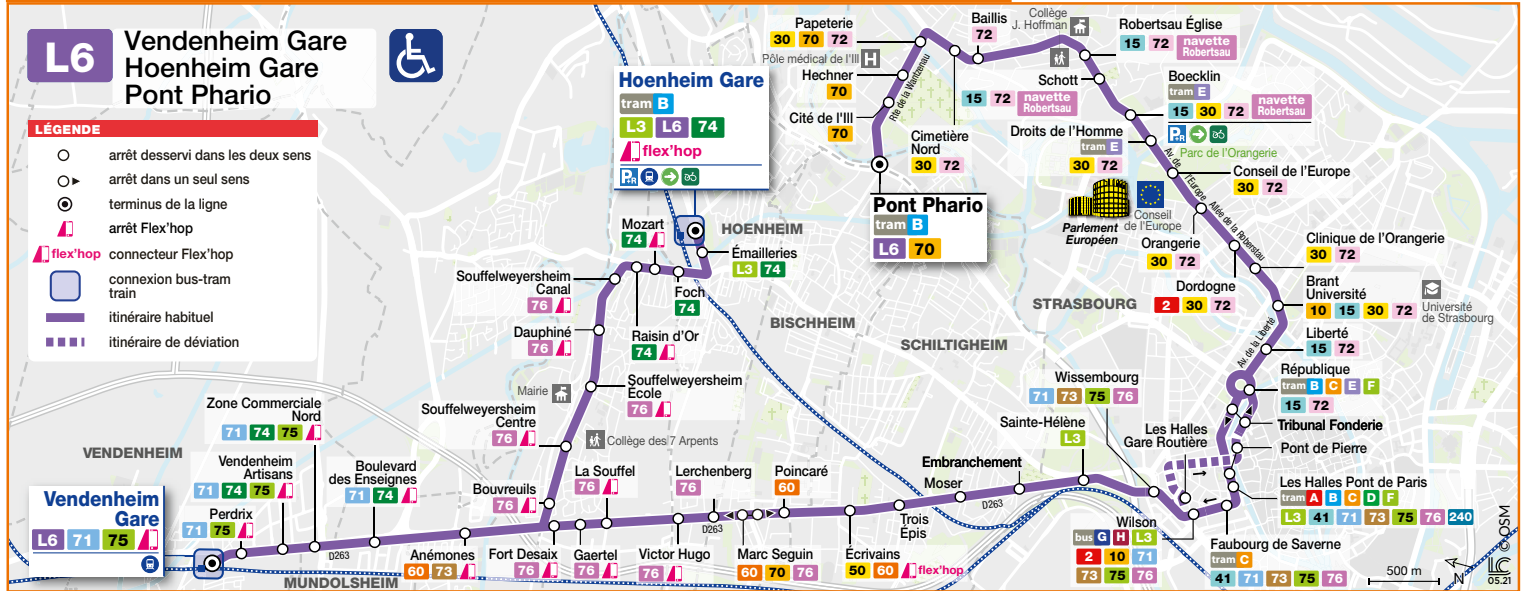 L6
Vendenheim Gare
Hoenheim Gare
Pont Phario
LÉGENDE
arrêt desservi dans les deux sens
arrêt dans un seul sens
terminus de la ligne
arrêt Flex'hop
flex'hop connecteur Flex'hop
connexion bus-tram
train
itinéraire habituel
itinéraire de déviation
Hoenheim Gare
tram B
L3 L6 74
flex'hop
P+R
Papeterie
30 70 72
Pôle médical de l'Ill H
Hechner
70
Cité de l'Ill
70
Rte de la Wantzenau
Baillis
72
Collège
J. Hoffman
Robertsau Église
15 72 navette
Robertsau
Schott
15 72 navette
Robertsau
Boecklin
tram E
15 30 72 navette
Robertsau
P+R
Parc de l'Orangerie
Cimetière
Nord
30 72
Droits de l'Homme
tram E
30 72
Av. de l'Europe
Conseil de l'Europe
30 72
Pont Phario
tram B
L6 70
Parlement
Européen
Conseil
de l'Europe
Allée de la Robertsau
Orangerie
30 72
Clinique de l'Orangerie
30 72
Dordogne
2 30 72
Brant
Université
10 15 30 72
Université
de Strasbourg
Av. de la Liberté
Liberté
15 72
République
tram B C E F
15 72
Tribunal Fonderie
Pont de Pierre
Les Halles Pont de Paris
tram A B C D F
L3 41 71 73 75 76 240
Faubourg de Saverne
tram C
41 71 73 75 76
Les Halles
Gare Routière
Wilson
bus G H L3
2 10 71
73 75 76
Wissembourg
71 73 75 76
Sainte-Hélène
L3
Embranchement
Moser
D263
Trois
Épis
Écrivains
50 60 flex'hop
Poincaré
60
Marc Seguin
60 70 76
Lerchenberg
76
D263
Victor Hugo
76
La Souffel
76
Gaertel
76
Fort Desaix
76
Bouvreuils
76
Anémones
60 73
Collège des 7 Arpents
Souffelweyersheim
Centre
76
Mairie
Souffelweyersheim
École
76
Dauphiné
76
Souffelweyersheim
Canal
76
Raisin d'Or
74
Mozart
74
Foch
74
Émailleries
L3 74
HOENHEIM
BISCHHEIM
SCHILTIGHEIM
STRASBOURG
VENDENHEIM
MUNDOLSHEIM
Boulevard
des Enseignes
71 74
D263
Zone Commerciale
Nord
71 74 75
Vendenheim
Artisans
71 74 75
Perdrix
71 75
Vendenheim
Gare
L6 71 75
500 m
N
© OSM
05.21